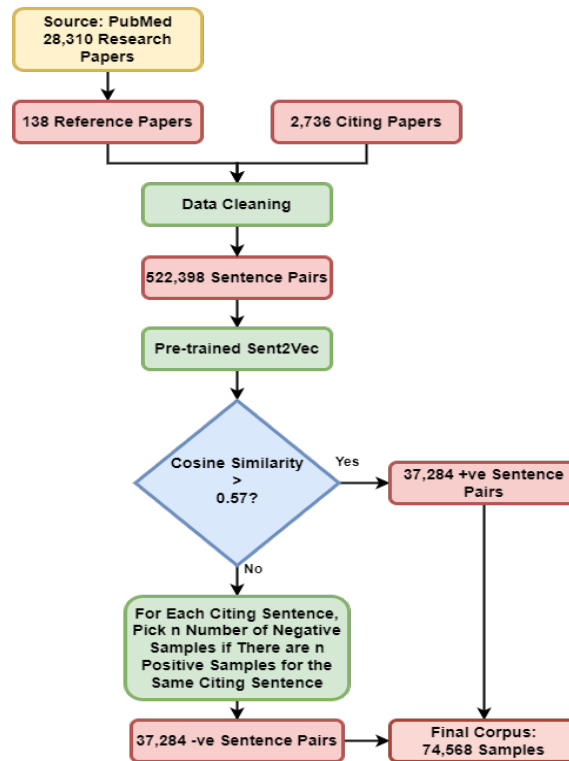 Source: PubMed
28,310 Research
Papers
138 Reference Papers
2,736 Citing Papers
Data Cleaning
522,398 Sentence Pairs
Pre-trained Sent2Vec
Cosine Similarity
>
0.57?
Yes
37,284 +ve Sentence
Pairs
No
For Each Citing Sentence,
Pick n Number of Negative
Samples if There are n
Positive Samples for the
Same Citing Sentence
37,284 -ve Sentence Pairs
Final Corpus:
74,568 Samples